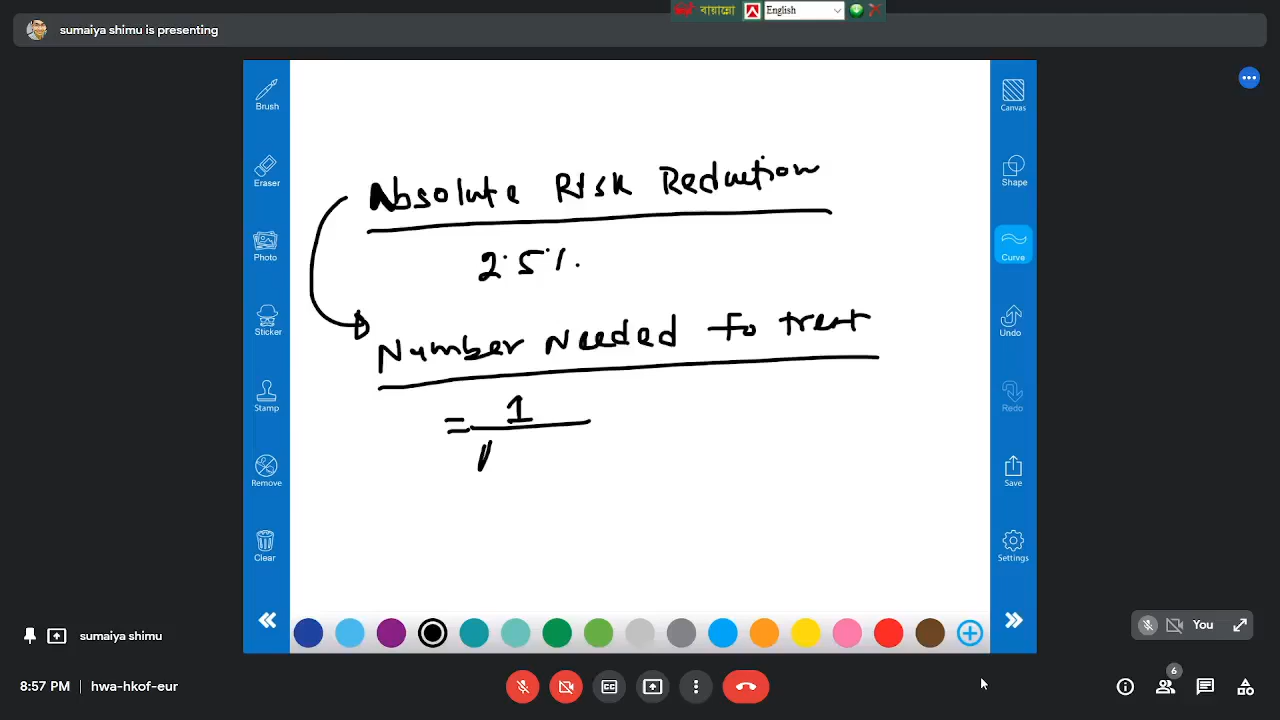 বায়ান্নো English
sumaiya shimu is presenting
Brush
Canvas
Absolute Risk Reduction
Eraser
Shape
2.5%.
Photo
Curve
Number Needed to treat
Sticker
Undo
= 1
Stamp
Redo
Remove
Save
Clear
Settings
sumaiya shimu
You
8:57 PM hwa-hkof-eur
6